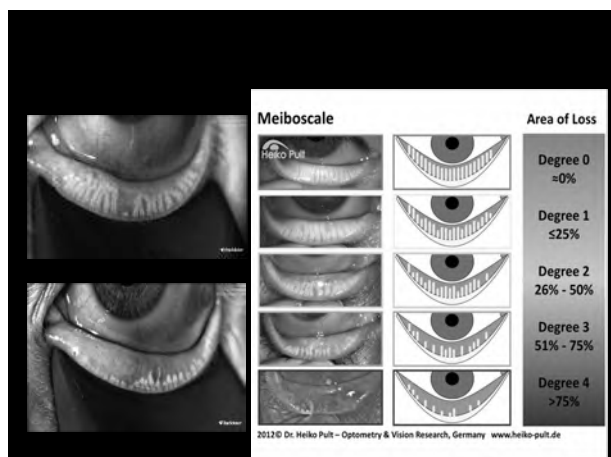 Meiboscale
Area of Loss
Heiko Pult
Degree 0
≈0%
Degree 1
≤25%
Degree 2
26% - 50%
Degree 3
51% - 75%
Degree 4
>75%
2012© Dr. Heiko Pult – Optometry & Vision Research, Germany www.heiko-pult.de